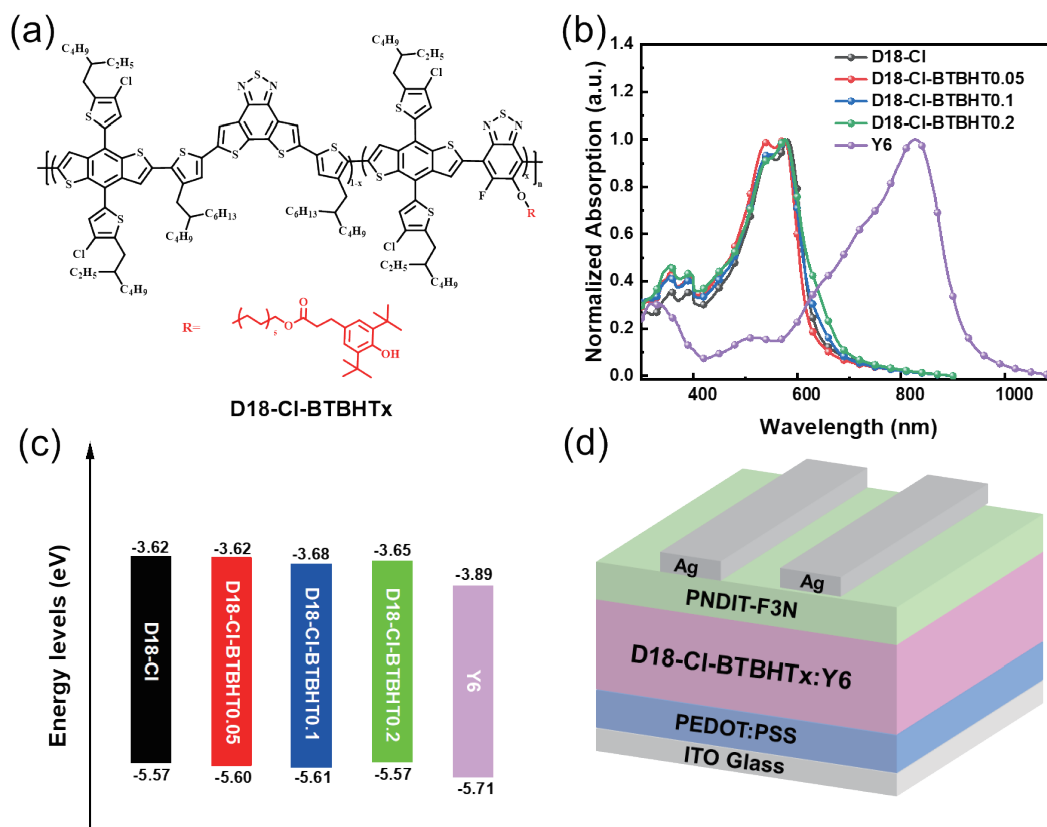 (a)
C₄H₉
C₂H₅
Cl
S
N
S
N
C₄H₉
C₂H₅
Cl
S
N
S
N
S
S
S
S
S
S
S
S
F
O
R
x
n
1-x
S
Cl
C₂H₅
C₄H₉
C₆H₁₃
C₄H₉
C₆H₁₃
C₄H₉
S
Cl
C₂H₅
C₄H₉
R=
s
O
O
OH
D18-Cl-BTBHTx
(b)
Normalized Absorption (a.u.)
1.4
1.2
1.0
0.8
0.6
0.4
0.2
0.0
D18-Cl
D18-Cl-BTBHT0.05
D18-Cl-BTBHT0.1
D18-Cl-BTBHT0.2
Y6
400 600 800 1000
Wavelength (nm)
(c)
Energy levels (eV)
-3.62 -3.62 -3.68 -3.65 -3.89
D18-Cl
D18-Cl-BTBHT0.05
D18-Cl-BTBHT0.1
D18-Cl-BTBHT0.2
Y6
-5.57 -5.60 -5.61 -5.57 -5.71
(d)
Ag
Ag
PNDIT-F3N
D18-Cl-BTBHTx:Y6
PEDOT:PSS
ITO Glass